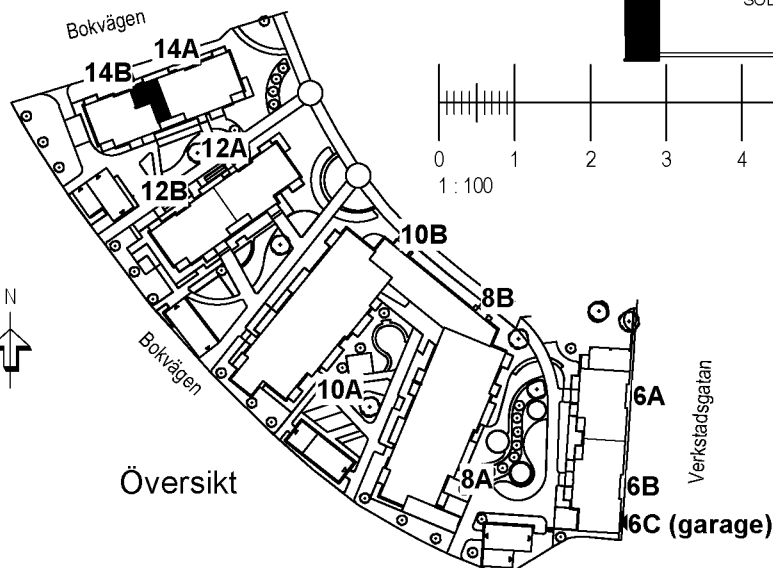 Bokvägen
14A
14B
12A
12B
0 1 2 3 4
1 : 100
10B
8B
N
Bokvägen
10A
6A
Verkstadsgatan
Översikt
8A
6B
6C (garage)